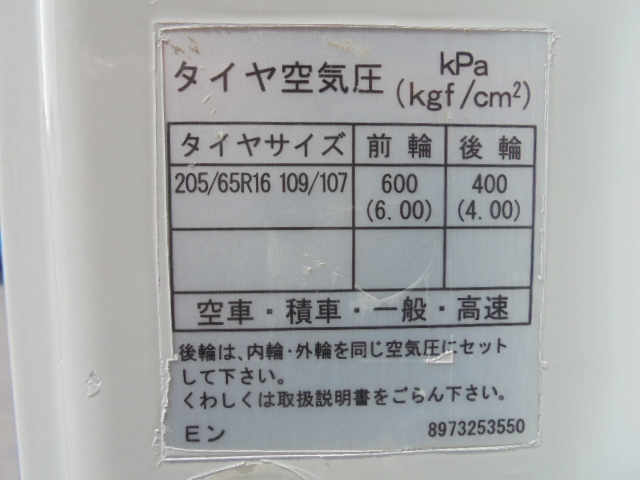 タイヤ空気圧 kPa
(kgf/cm²)
タイヤサイズ 前輪 後輪
205/65R16 109/107 600 400
(6.00) (4.00)
空車・積車・一般・高速
後輪は、内輪・外輪を同じ空気圧にセット
して下さい。
くわしくは取扱説明書をごらん下さい。
Eン 8973253550